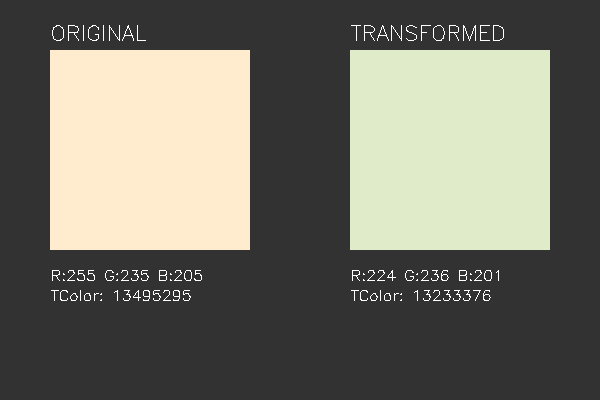 ORIGINAL
TRANSFORMED
R:255 G:235 B:205
TColor: 13495295
R:224 G:236 B:201
TColor: 13233376